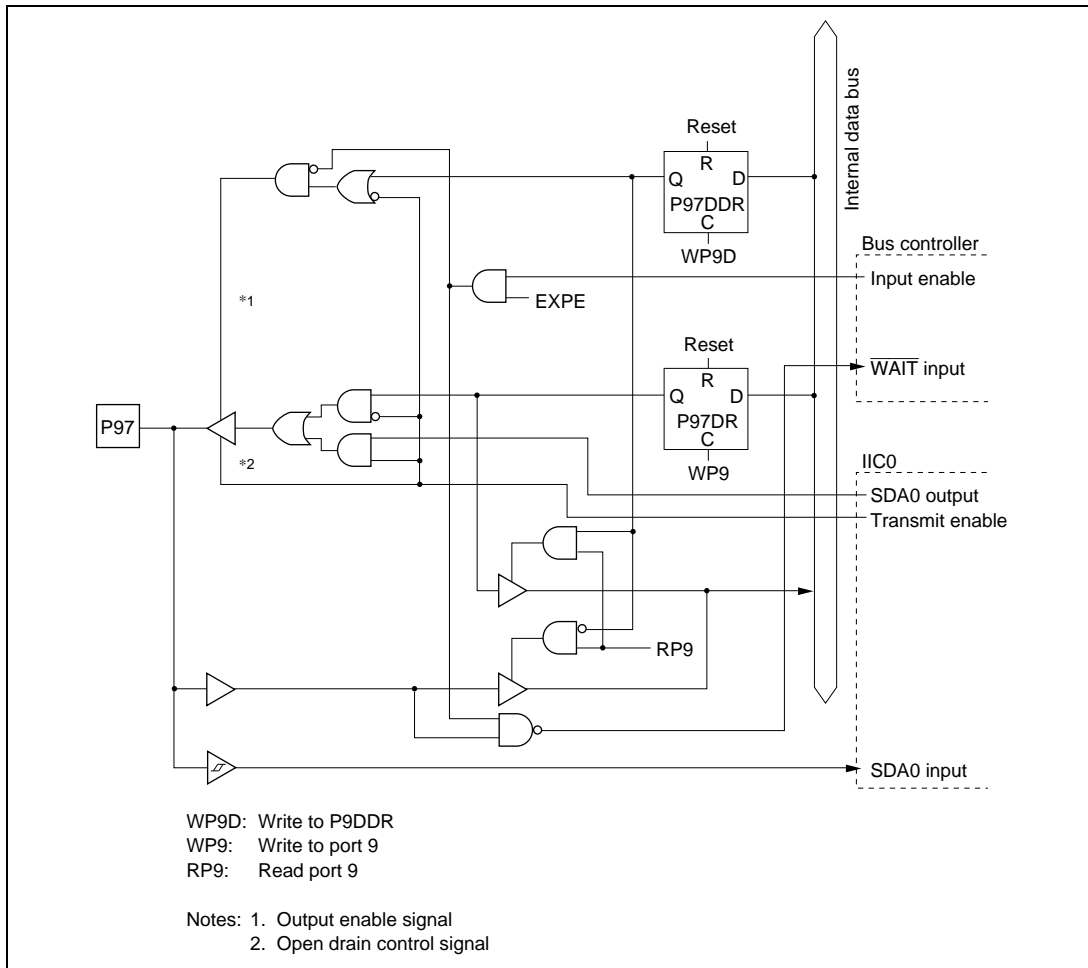 Reset
R
Q
D
P97DDR
C
WP9D
Internal data bus
Bus controller
Input enable
EXPE
*1
Reset
R
Q
D
P97DR
C
WP9
WAIT input
P97
*2
IIC0
SDA0 output
Transmit enable
RP9
SDA0 input
WP9D: Write to P9DDR
WP9: Write to port 9
RP9: Read port 9
Notes: 1. Output enable signal
2. Open drain control signal